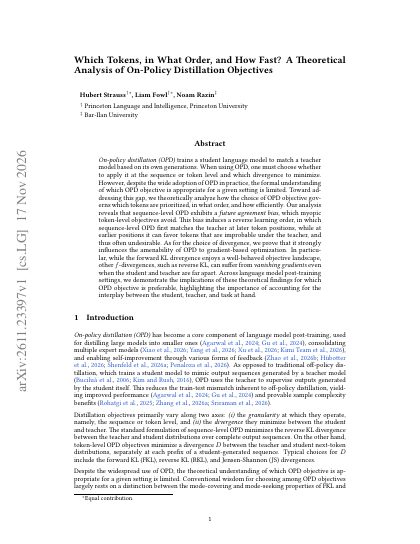 Which Tokens, in What Order, and How Fast? A Theoretical
Analysis of On-Policy Distillation Objectives
Hubert Strauss†*, Liam Fowl†*, Noam Razin‡
Princeton Language and Intelligence, Princeton University
Bar-Ilan University
Abstract
On-policy distillation (OPD) trains a student language model to match a teacher
model based on its own generations. When using OPD, one must choose whether
to apply it at the sequence or token level and which divergence to minimize.
However, despite the wide adoption of OPD in practice, the formal understanding
of which OPD objective is appropriate for a given setting is limited. Toward ad-
dressing this gap, we theoretically analyze how the choice of OPD objective gov-
erns which tokens are prioritized, in what order, and how efficiently. Our analysis
reveals that sequence-level OPD exhibits a future agreement bias, which myopic
token-level objectives avoid. This bias induces a reverse learning order, in which
sequence-level OPD first matches the teacher at later token positions, while
at earlier positions it can favor tokens that are improbable under the teacher, and
thus often undesirable. As for the choice of divergence, we prove that it strongly
influences the amenability of OPD to gradient-based optimization. In particu-
lar, while the forward KL divergence enjoys a well-behaved objective landscape,
other f-divergences, such as reverse KL, can suffer from vanishing gradients even
when the student and teacher are far apart. Across language model post-training
settings, we demonstrate the implications of these theoretical findings for which
OPD objective is preferable, highlighting the importance of accounting for the
interplay between the student, teacher, and task at hand.
1 Introduction
On-policy distillation (OPD) has become a core component of language model post-training, used
for distilling large models into smaller ones (Agarwal et al., 2024; Gu et al., 2024), consolidating
multiple expert models (Xiao et al., 2026; Yang et al., 2026; Xu et al., 2026; Kimi Team et al., 2026),
and enabling self-improvement through various forms of feedback (Zhao et al., 2026b; Hübotter
et al., 2026; Shenfeld et al., 2026a; Penaloza et al., 2026). As opposed to traditional off-policy dis-
tillation, which trains a student model to mimic output sequences generated by a teacher model
(Buciluă et al., 2006; Kim and Rush, 2016), OPD uses the teacher to supervise outputs generated
by the student itself. This reduces the train-test mismatch inherent to off-policy distillation, yield-
ing improved performance (Agarwal et al., 2024; Gu et al., 2024) and provable sample complexity
benefits (Rohatgi et al., 2025; Zhang et al., 2026a; Sriraman et al., 2026).
Distillation objectives primarily vary along two axes: (i) the granularity at which they operate,
namely, the sequence or token level, and (ii) the divergence they minimize between the student
and teacher. The standard formulation of sequence-level OPD minimizes the reverse KL divergence
between the teacher and student distributions over complete output sequences. On the other hand,
token-level OPD objectives minimize a divergence D between the teacher and student next-token
distributions, separately at each prefix of a student-generated sequence. Typical choices for D
include the forward KL (FKL), reverse KL (RKL), and Jensen-Shannon (JS) divergences.
Despite the widespread use of OPD, the theoretical understanding of which OPD objective is ap-
propriate for a given setting is limited. Conventional wisdom for choosing among OPD objectives
largely rests on a distinction between the mode-covering and mode-seeking properties of FKL and
*Equal contribution
1
arXiv:2611.23397v1 [cs.LG] 17 Nov 2026